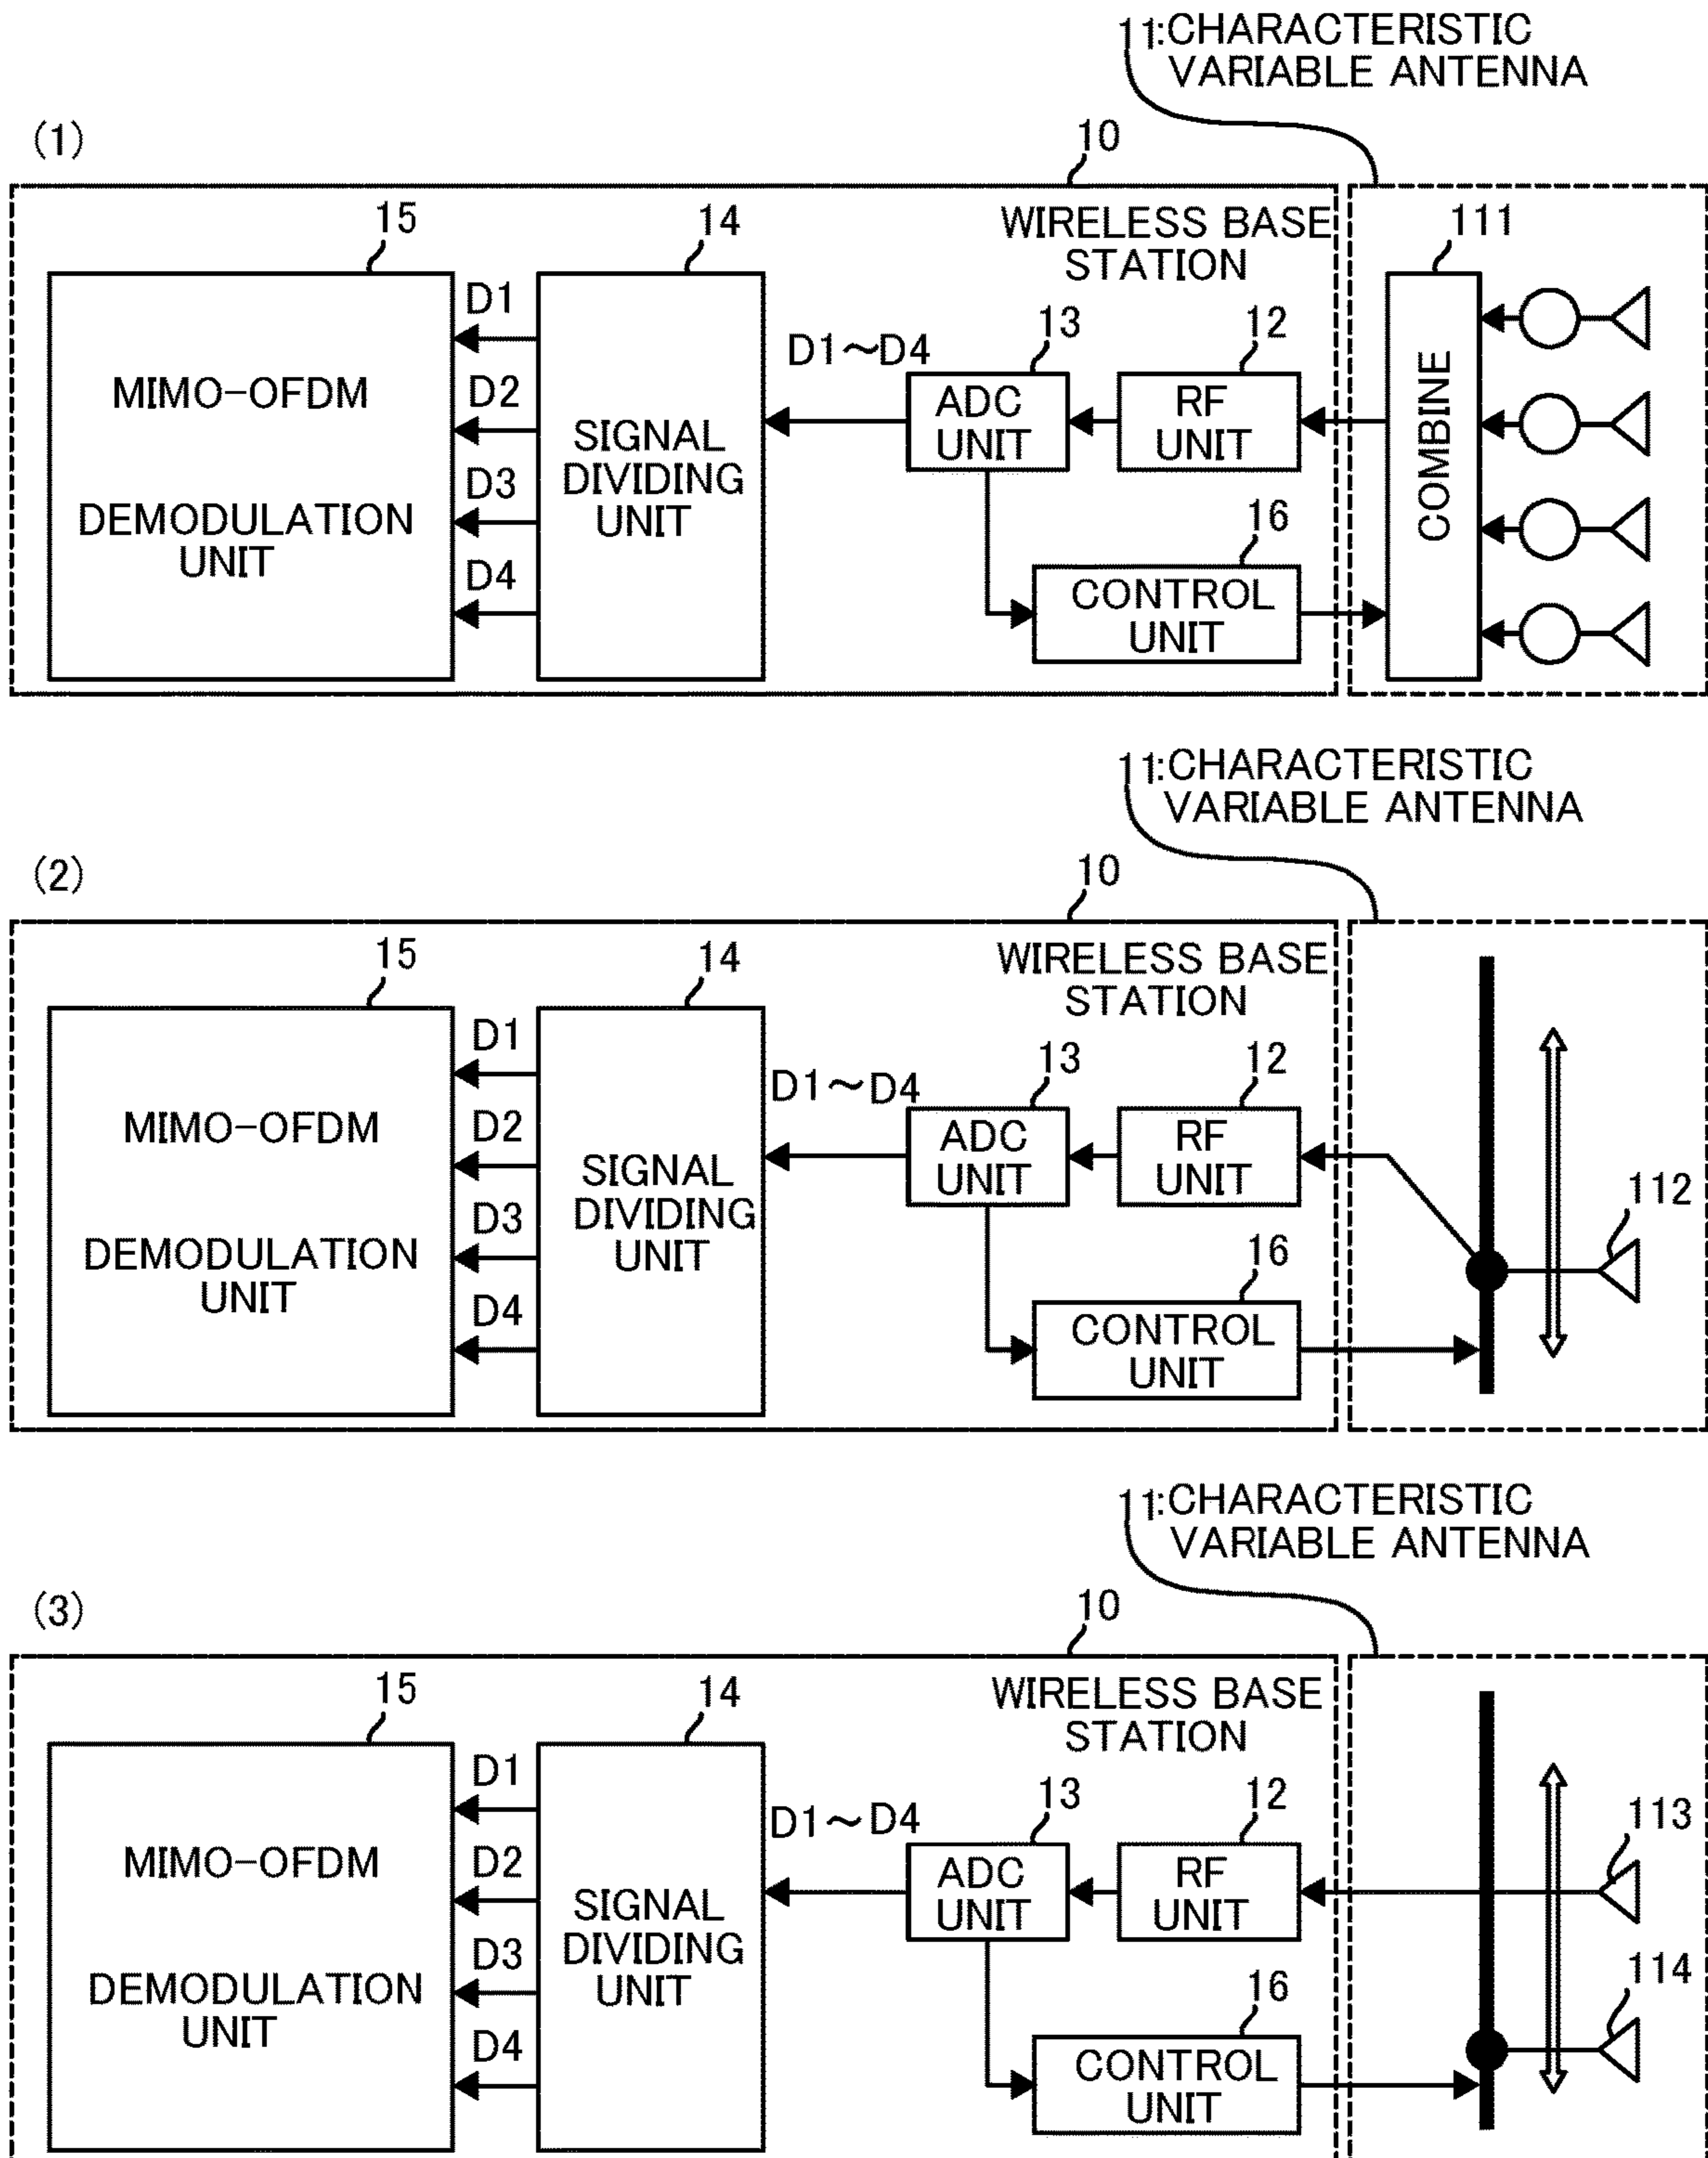 11:CHARACTERISTIC
VARIABLE ANTENNA
(1)
10
15
14
WIRELESS BASE
STATION
111
D1
D2
D3
D4
MIMO-OFDM
DEMODULATION
UNIT
SIGNAL
DIVIDING
UNIT
D1~D4
13
12
ADC
UNIT
RF
UNIT
16
CONTROL
UNIT
COMBINE
11:CHARACTERISTIC
VARIABLE ANTENNA
(2)
10
15
14
WIRELESS BASE
STATION
D1
D2
D3
D4
MIMO-OFDM
DEMODULATION
UNIT
SIGNAL
DIVIDING
UNIT
D1~D4
13
12
ADC
UNIT
RF
UNIT
112
16
CONTROL
UNIT
11:CHARACTERISTIC
VARIABLE ANTENNA
(3)
10
15
14
WIRELESS BASE
STATION
D1
D2
D3
D4
MIMO-OFDM
DEMODULATION
UNIT
SIGNAL
DIVIDING
UNIT
D1~D4
13
12
ADC
UNIT
RF
UNIT
113
114
16
CONTROL
UNIT